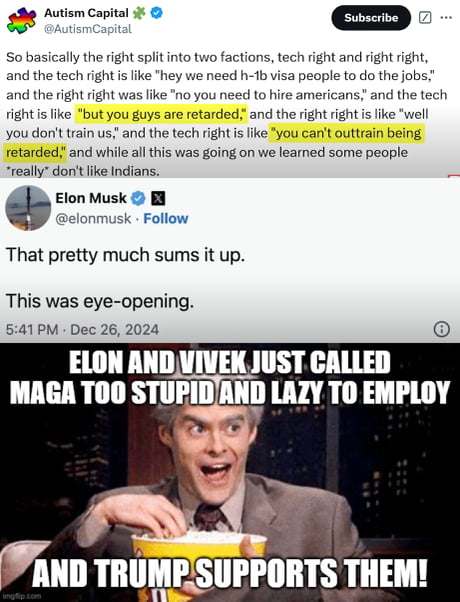 Autism Capital
@AutismCapital
Subscribe
So basically the right split into two factions, tech right and right right,
and the tech right is like "hey we need h-1b visa people to do the jobs,"
and the right right was like "no you need to hire americans," and the tech
right is like "but you guys are retarded," and the right right is like "well
you don't train us," and the tech right is like "you can't outtrain being
retarded," and while all this was going on we learned some people
*really* don't like Indians.
Elon Musk
@elonmusk · Follow
That pretty much sums it up.
This was eye-opening.
5:41 PM · Dec 26, 2024
ELON AND VIVEK JUST CALLED
MAGA TOO STUPID AND LAZY TO EMPLOY
AND TRUMP SUPPORTS THEM!
imgflip.com